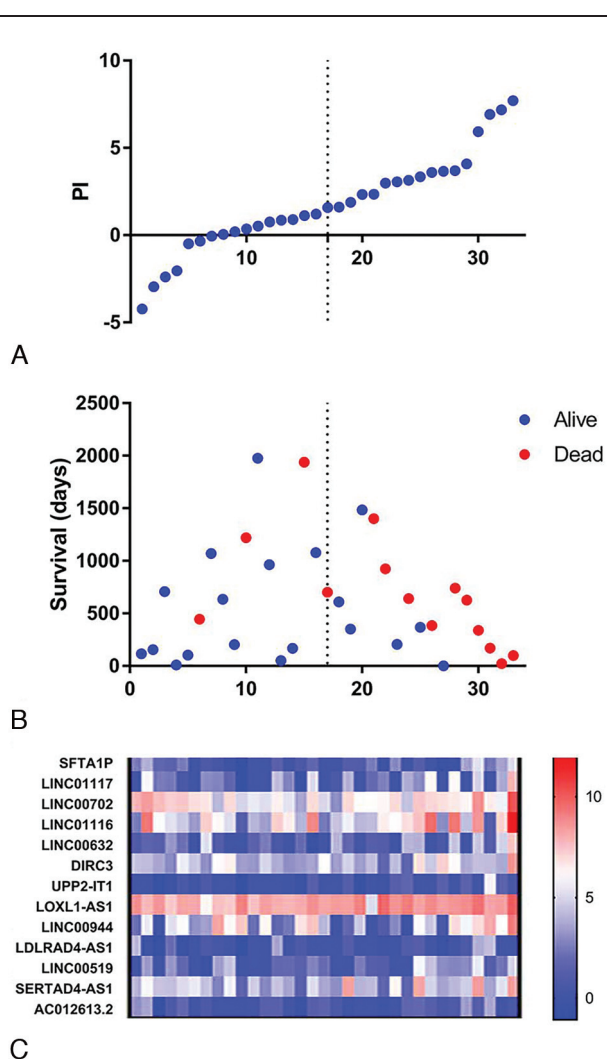 10
5
PI
0
10
20
30
-5
A
2500
Alive
2000
Dead
1500
Survival (days)
1000
500
0
0
10
20
30
B
SFTA1P
LINC01117
LINC00702
10
LINC01116
LINC00632
DIRC3
UPP2-IT1
5
LOXL1-AS1
LINC00944
LDLRAD4-AS1
LINC00519
SERTAD4-AS1
0
AC012613.2
C